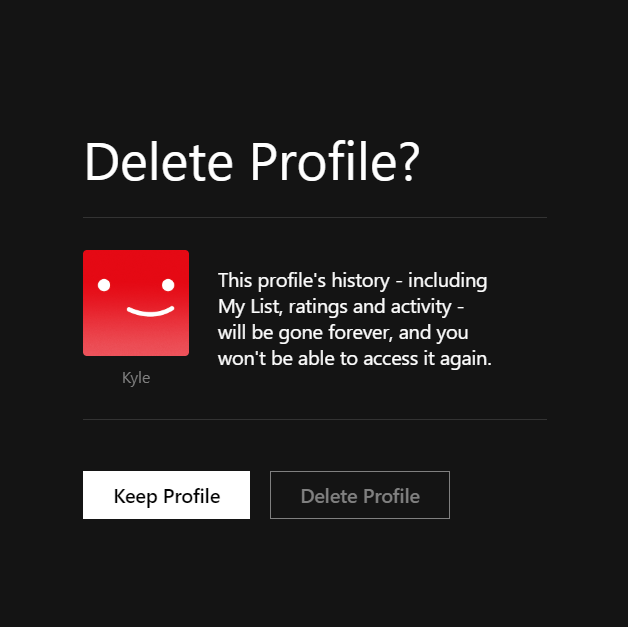 Delete Profile?
This profile's history - including
My List, ratings and activity -
will be gone forever, and you
won't be able to access it again.
Kyle
Keep Profile
Delete Profile